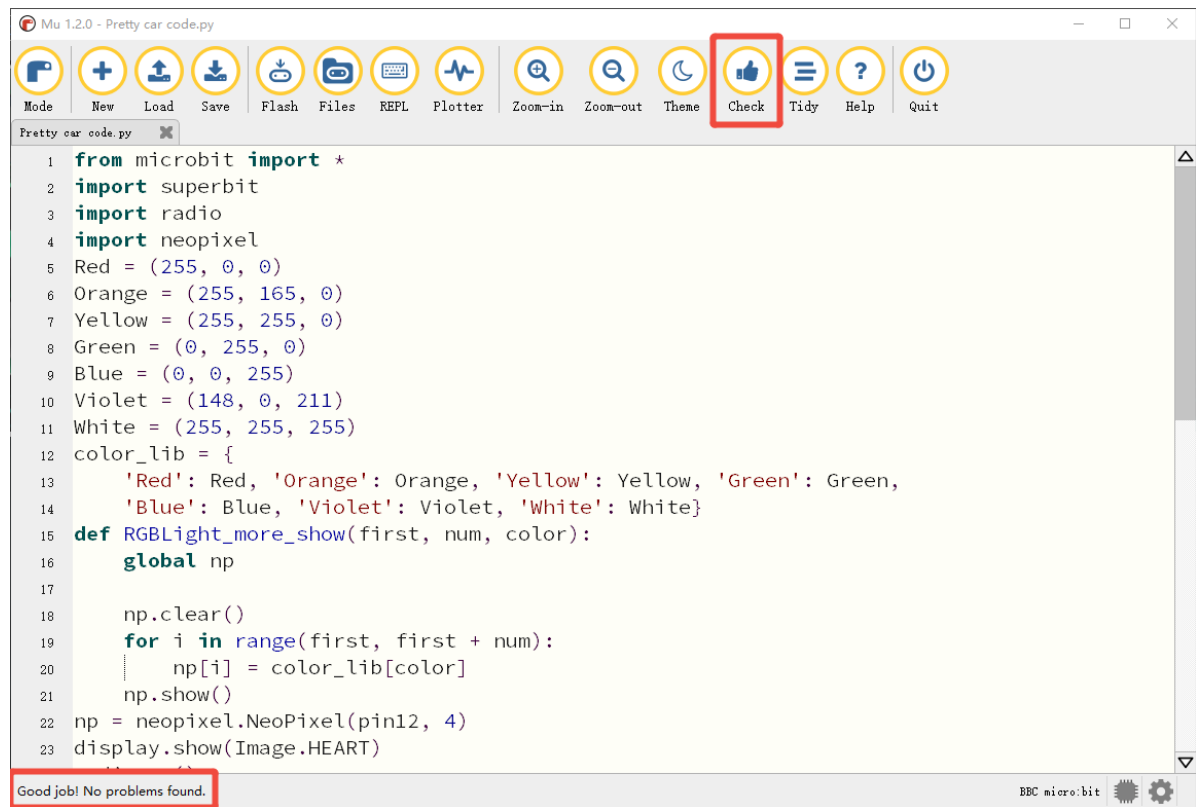 Mu 1.2.0 - Pretty car code.py
Mode New Load Save Flash Files REPL Plotter Zoom-in Zoom-out Theme Check Tidy Help Quit
Pretty car code.py
1 from microbit import *
2 import superbit
3 import radio
4 import neopixel
5 Red = (255, 0, 0)
6 Orange = (255, 165, 0)
7 Yellow = (255, 255, 0)
8 Green = (0, 255, 0)
9 Blue = (0, 0, 255)
10 Violet = (148, 0, 211)
11 White = (255, 255, 255)
12 color_lib = {
13     'Red': Red, 'Orange': Orange, 'Yellow': Yellow, 'Green': Green,
14     'Blue': Blue, 'Violet': Violet, 'White': White}
15 def RGBLight_more_show(first, num, color):
16     global np
17
18     np.clear()
19     for i in range(first, first + num):
20         np[i] = color_lib[color]
21     np.show()
22 np = neopixel.NeoPixel(pin12, 4)
23 display.show(Image.HEART)
Good job! No problems found. BBC micro:bit